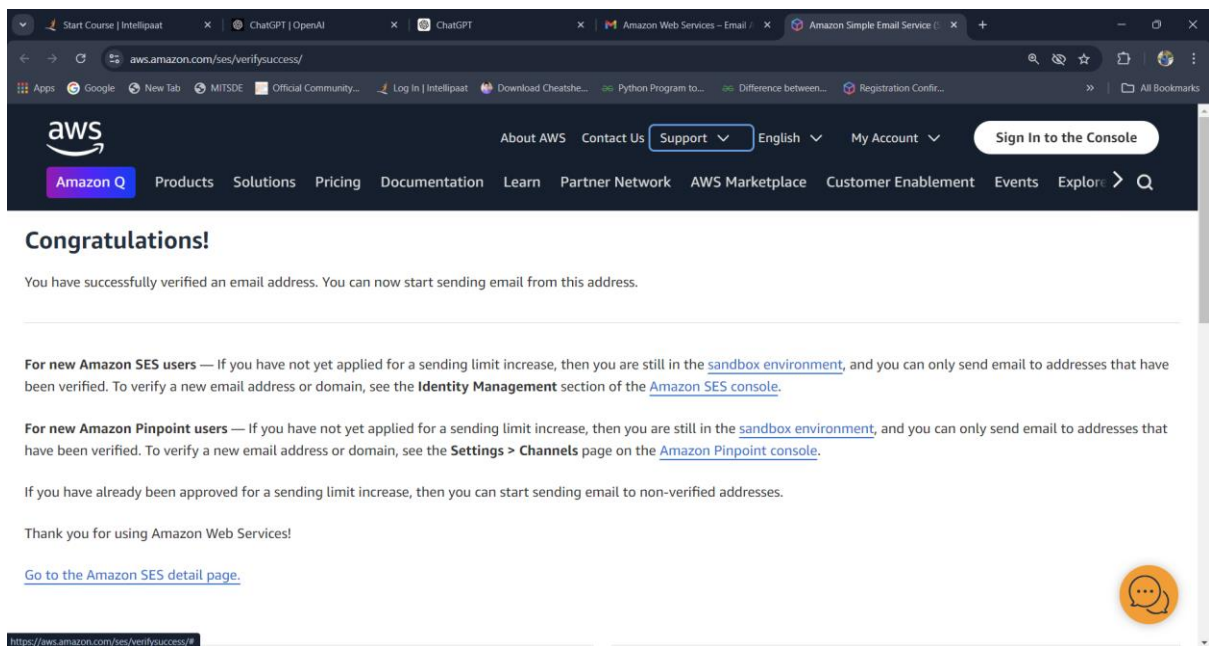 Start Course | Intellipaat
ChatGPT | OpenAI
ChatGPT
Amazon Web Services – Email A
Amazon Simple Email Service (S
aws.amazon.com/ses/verifysuccess/
Apps Google New Tab MITSDE Official Community... Log In | Intellipaat Download Cheatshe... Python Program to... Difference between... Registration Confir... » All Bookmarks
aws
About AWS Contact Us Support English My Account Sign In to the Console
Amazon Q Products Solutions Pricing Documentation Learn Partner Network AWS Marketplace Customer Enablement Events Explore
Congratulations!
You have successfully verified an email address. You can now start sending email from this address.
For new Amazon SES users — If you have not yet applied for a sending limit increase, then you are still in the sandbox environment, and you can only send email to addresses that have
been verified. To verify a new email address or domain, see the Identity Management section of the Amazon SES console.
For new Amazon Pinpoint users — If you have not yet applied for a sending limit increase, then you are still in the sandbox environment, and you can only send email to addresses that
have been verified. To verify a new email address or domain, see the Settings > Channels page on the Amazon Pinpoint console.
If you have already been approved for a sending limit increase, then you can start sending email to non-verified addresses.
Thank you for using Amazon Web Services!
Go to the Amazon SES detail page.
https://aws.amazon.com/ses/verifysuccess/#